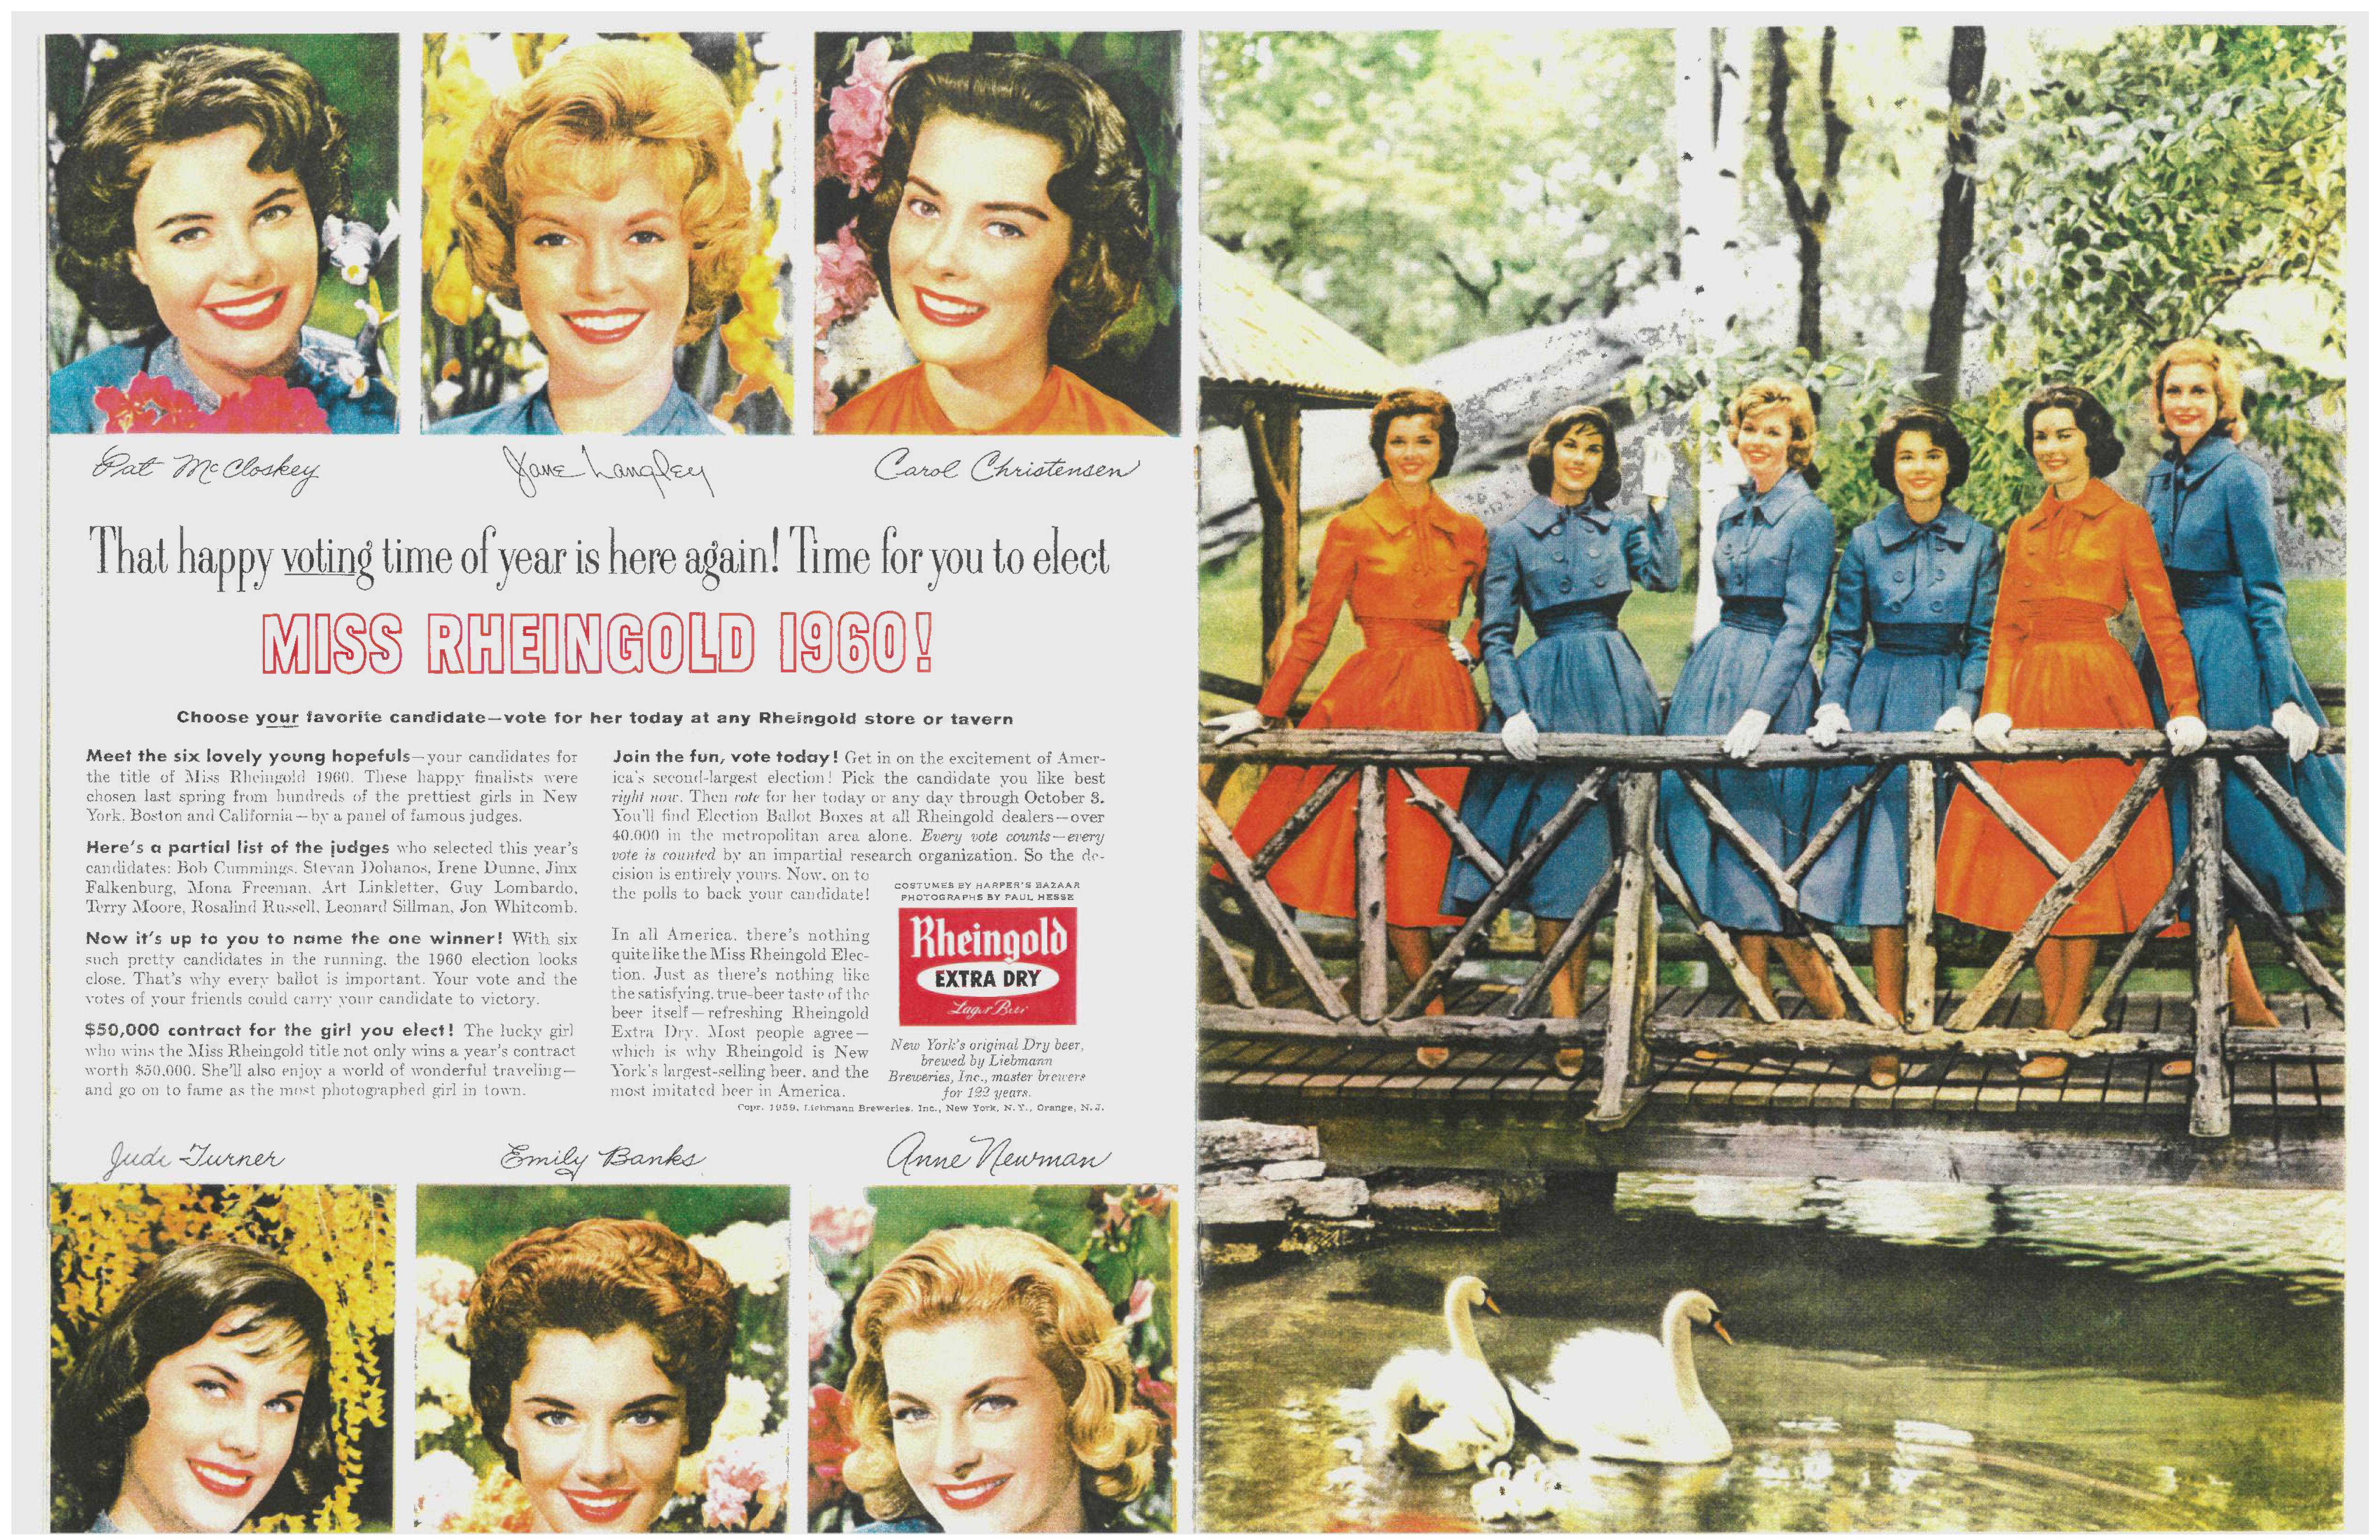 Pat McCloskey
Jane Langley
Carol Christensen
That happy voting time of year is here again! Time for you to elect
MISS RHEINGOLD 1960!
Choose your favorite candidate—vote for her today at any Rheingold store or tavern
Meet the six lovely young hopefuls—your candidates for
the title of Miss Rheingold 1960. These happy finalists were
chosen last spring from hundreds of the prettiest girls in New
York, Boston and California—by a panel of famous judges.
Here's a partial list of the judges who selected this year's
candidates: Bob Cummings, Stevan Dohanos, Irene Dunne, Jinx
Falkenburg, Mona Freeman, Art Linkletter, Guy Lombardo,
Terry Moore, Rosalind Russell, Leonard Sillman, Jon Whitcomb.
Now it's up to you to name the one winner! With six
such pretty candidates in the running, the 1960 election looks
close. That's why every ballot is important. Your vote and the
votes of your friends could carry your candidate to victory.
$50,000 contract for the girl you elect! The lucky girl
who wins the Miss Rheingold title not only wins a year's contract
worth $50,000. She'll also enjoy a world of wonderful traveling—
and go on to fame as the most photographed girl in town.
Join the fun, vote today! Get in on the excitement of Amer-
ica's second-largest election! Pick the candidate you like best
right now. Then vote for her today or any day through October 3.
You'll find Election Ballot Boxes at all Rheingold dealers—over
40,000 in the metropolitan area alone. Every vote counts—every
vote is counted by an impartial research organization. So the de-
cision is entirely yours. Now, on to
the polls to back your candidate!
In all America, there's nothing
quite like the Miss Rheingold Elec-
tion. Just as there's nothing like
the satisfying, true-beer taste of the
beer itself—refreshing Rheingold
Extra Dry. Most people agree—
which is why Rheingold is New
York's largest-selling beer, and the
most imitated beer in America.
COSTUMES BY HARPER'S BAZAAR
PHOTOGRAPHS BY PAUL HESSE
Rheingold
EXTRA DRY
Lager Beer
New York's original Dry beer,
brewed by Liebmann
Breweries, Inc., master brewers
for 122 years.
Copr. 1959, Liebmann Breweries, Inc., New York, N.Y., Orange, N.J.
Judi Turner
Emily Banks
Anne Newman